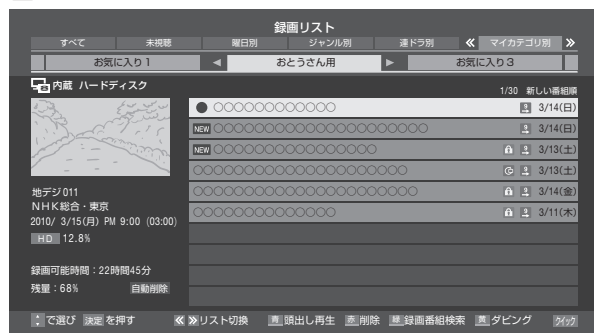 録画リスト
すべて 未視聴 曜日別 ジャンル別 連ドラ別 « マイカテゴリ別 »
お気に入り1 ◀ おとうさん用 ▶ お気に入り3
内蔵 ハードディスク
1/30 新しい番組順
● ○○○○○○○○○○○○ 3/14(日)
NEW ○○○○○○○○○○○○○○○○○○○○○ 3/14(日)
NEW ○○○○○○○○○○○○○○○○ 3/13(土)
○○○○○○○○○○○○○○○○○○○○○ 3/13(土)
○○○○○○○○○○○○○○○○○○○○○○ 3/14(金)
○○○○○○○○○○○○○○ 3/11(木)
地デジ011
NHK総合・東京
2010/ 3/15(月) PM 9:00 (03:00)
HD 12.8%
録画可能時間：22時間45分
残量：68% 自動削除
で選び 決定 を押す «»リスト切換 青 頭出し再生 赤 削除 緑 録画番組検索 黄 ダビング クイック